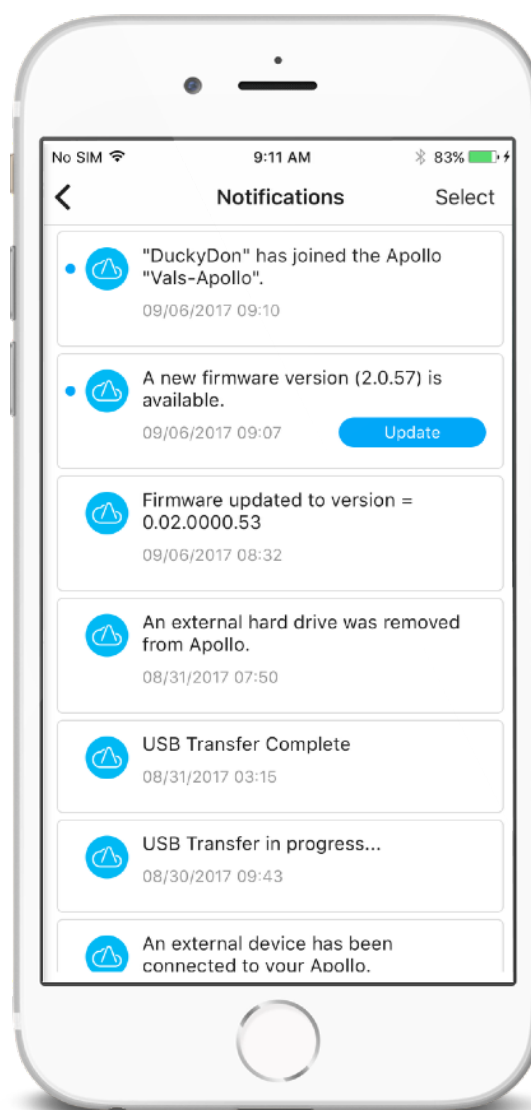 No SIM 9:11 AM 83%
Notifications Select
"DuckyDon" has joined the Apollo
"Vals-Apollo".
09/06/2017 09:10
A new firmware version (2.0.57) is
available.
09/06/2017 09:07 Update
Firmware updated to version =
0.02.0000.53
09/06/2017 08:32
An external hard drive was removed
from Apollo.
08/31/2017 07:50
USB Transfer Complete
08/31/2017 03:15
USB Transfer in progress...
08/30/2017 09:43
An external device has been
connected to your Apollo.